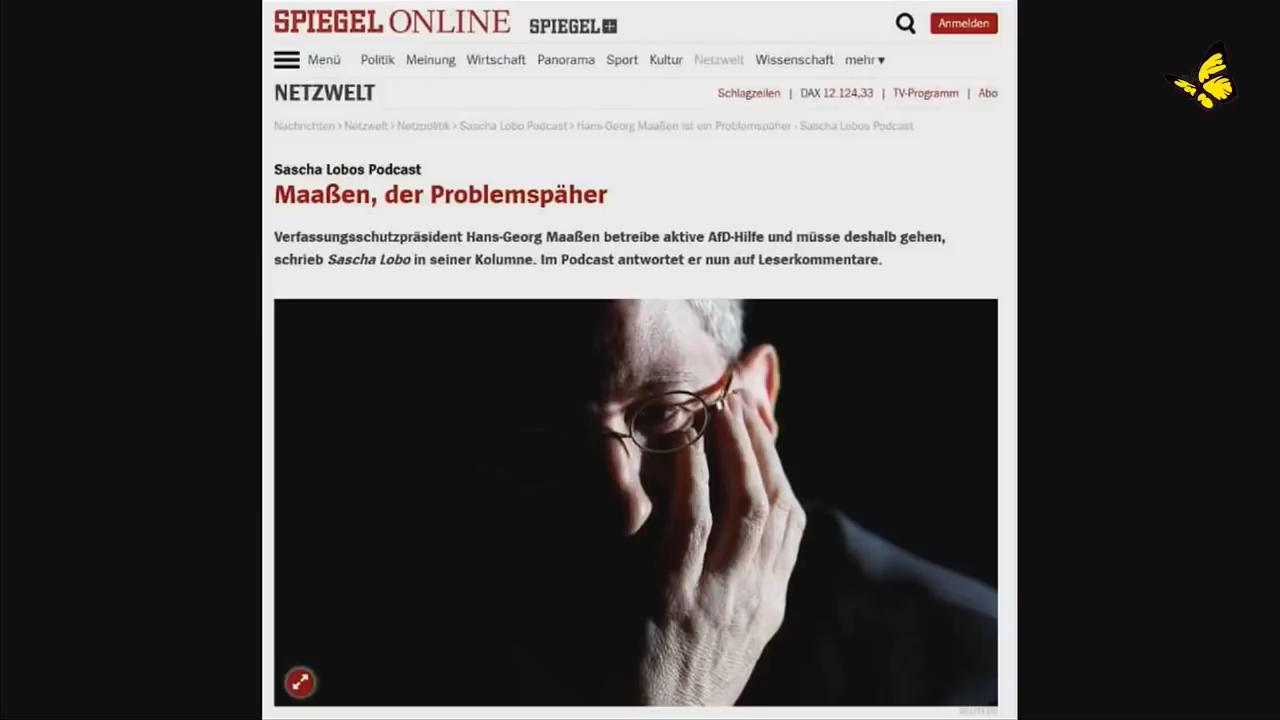 SPIEGEL ONLINE SPIEGEL+ Anmelden
Menü Politik Meinung Wirtschaft Panorama Sport Kultur Netzwelt Wissenschaft mehr▾
NETZWELT Schlagzeilen | DAX 12.124,33 | TV-Programm | Abo
Nachrichten > Netzwelt > Netzpolitik > Sascha Lobo Podcast > Hans-Georg Maaßen ist ein Problemspäher - Sascha Lobos Podcast
Sascha Lobos Podcast
Maaßen, der Problemspäher
Verfassungsschutzpräsident Hans-Georg Maaßen betreibe aktive AfD-Hilfe und müsse deshalb gehen,
schrieb Sascha Lobo in seiner Kolumne. Im Podcast antwortet er nun auf Leserkommentare.